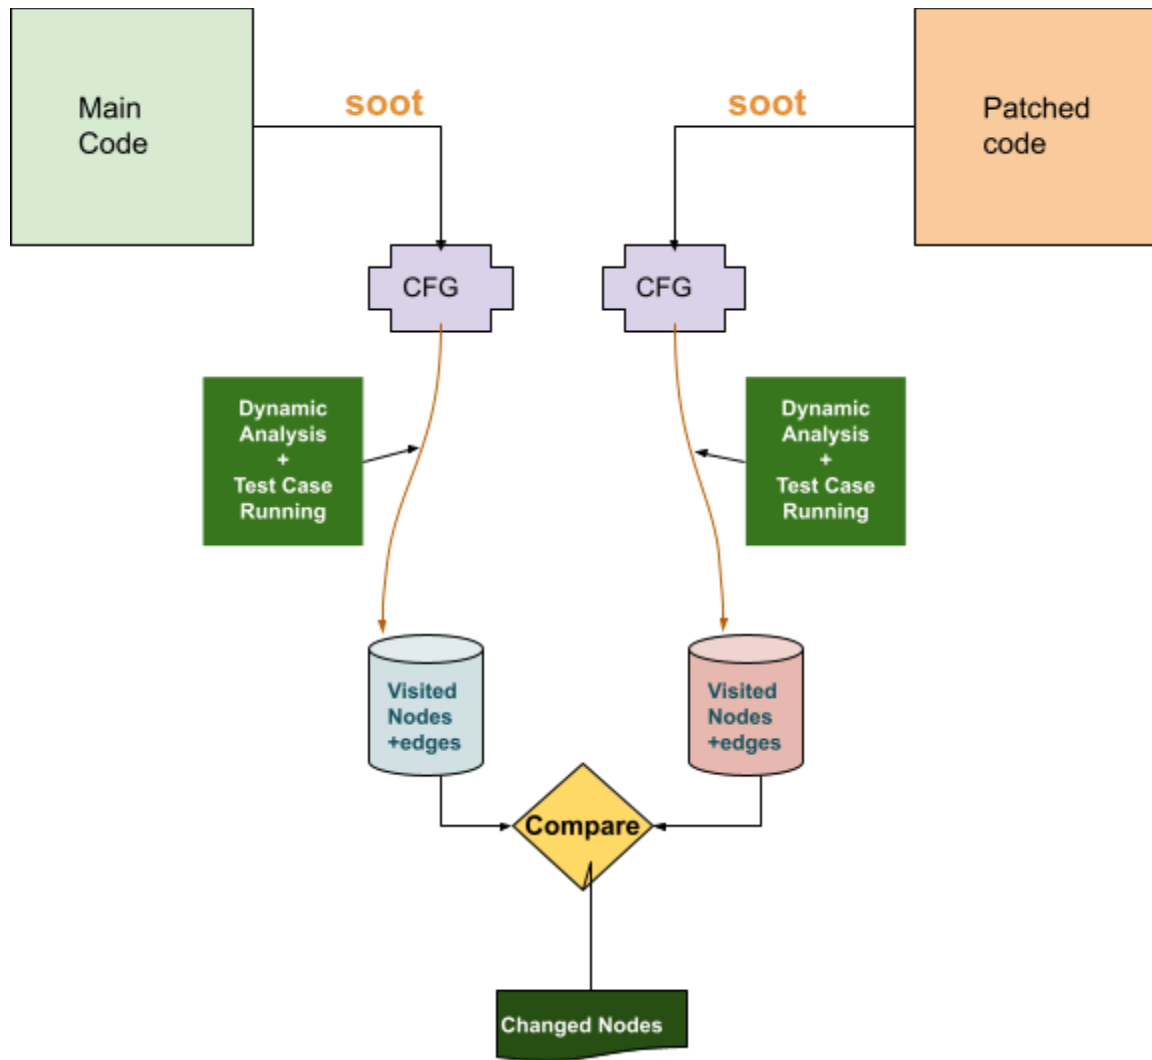 Main
Code
soot
soot
Patched
code
CFG
CFG
Dynamic
Analysis
+
Test Case
Running
Dynamic
Analysis
+
Test Case
Running
Visited
Nodes
+edges
Visited
Nodes
+edges
Compare
Changed Nodes